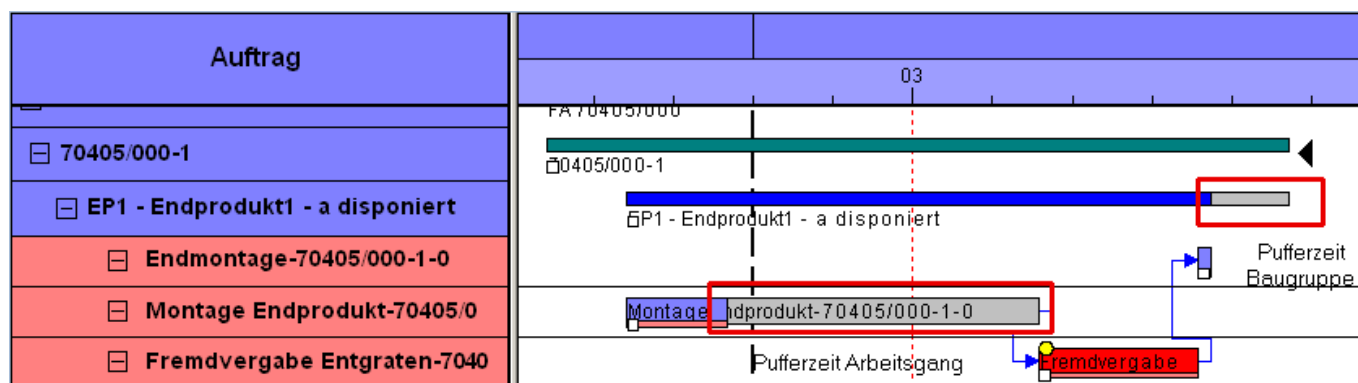 Auftrag
03
FA 70405/000
70405/000-1
70405/000-1
EP1 - Endprodukt1 - a disponiert
EP1 - Endprodukt1 - a disponiert
Endmontage-70405/000-1-0
Pufferzeit
Baugruppe
Montage Endprodukt-70405/0
Montage Endprodukt-70405/000-1-0
Fremdvergabe Entgraten-7040
Pufferzeit Arbeitsgang
Fremdvergabe